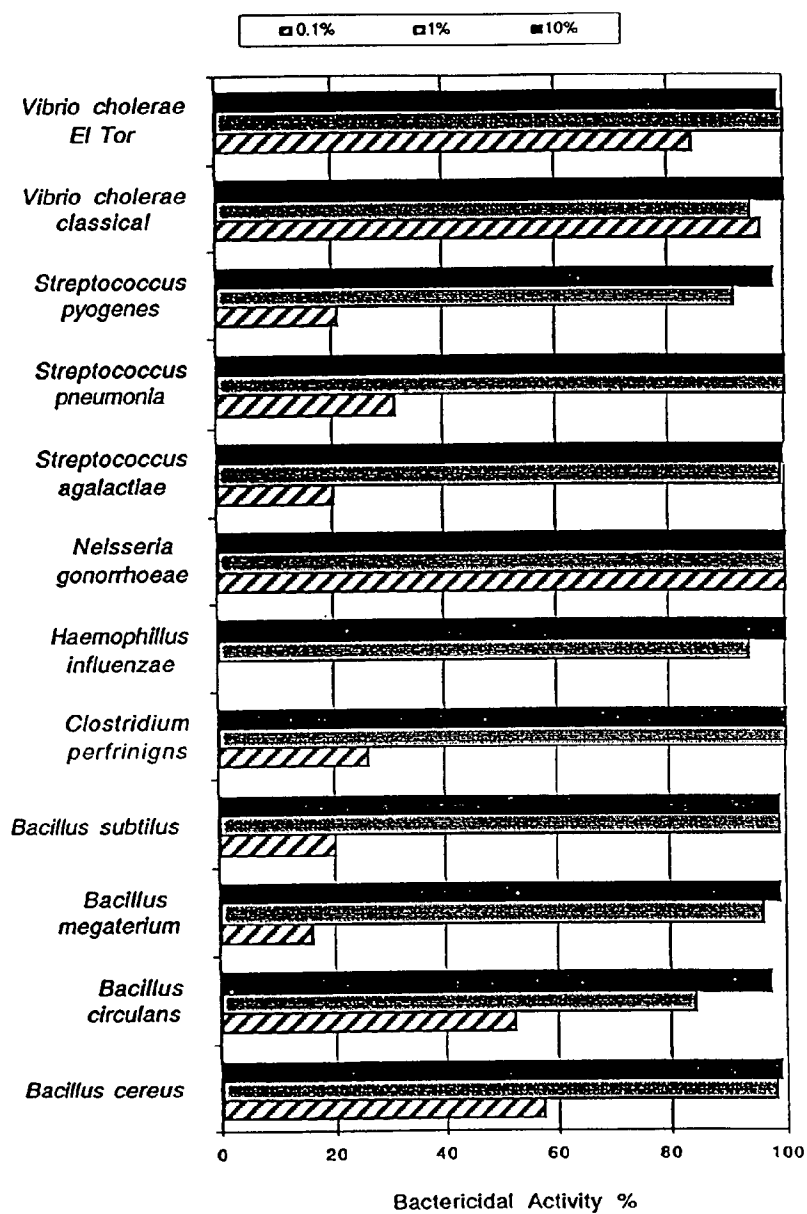 0.1% 1% 10%
Vibrio cholerae
El Tor
Vibrio cholerae
classical
Streptococcus
pyogenes
Streptococcus
pneumonia
Streptococcus
agalactiae
Neisseria
gonorrhoeae
Haemophillus
influenzae
Clostridium
perfrinigns
Bacillus subtilus
Bacillus
megaterium
Bacillus
circulans
Bacillus cereus
0 20 40 60 80 100
Bactericidal Activity %